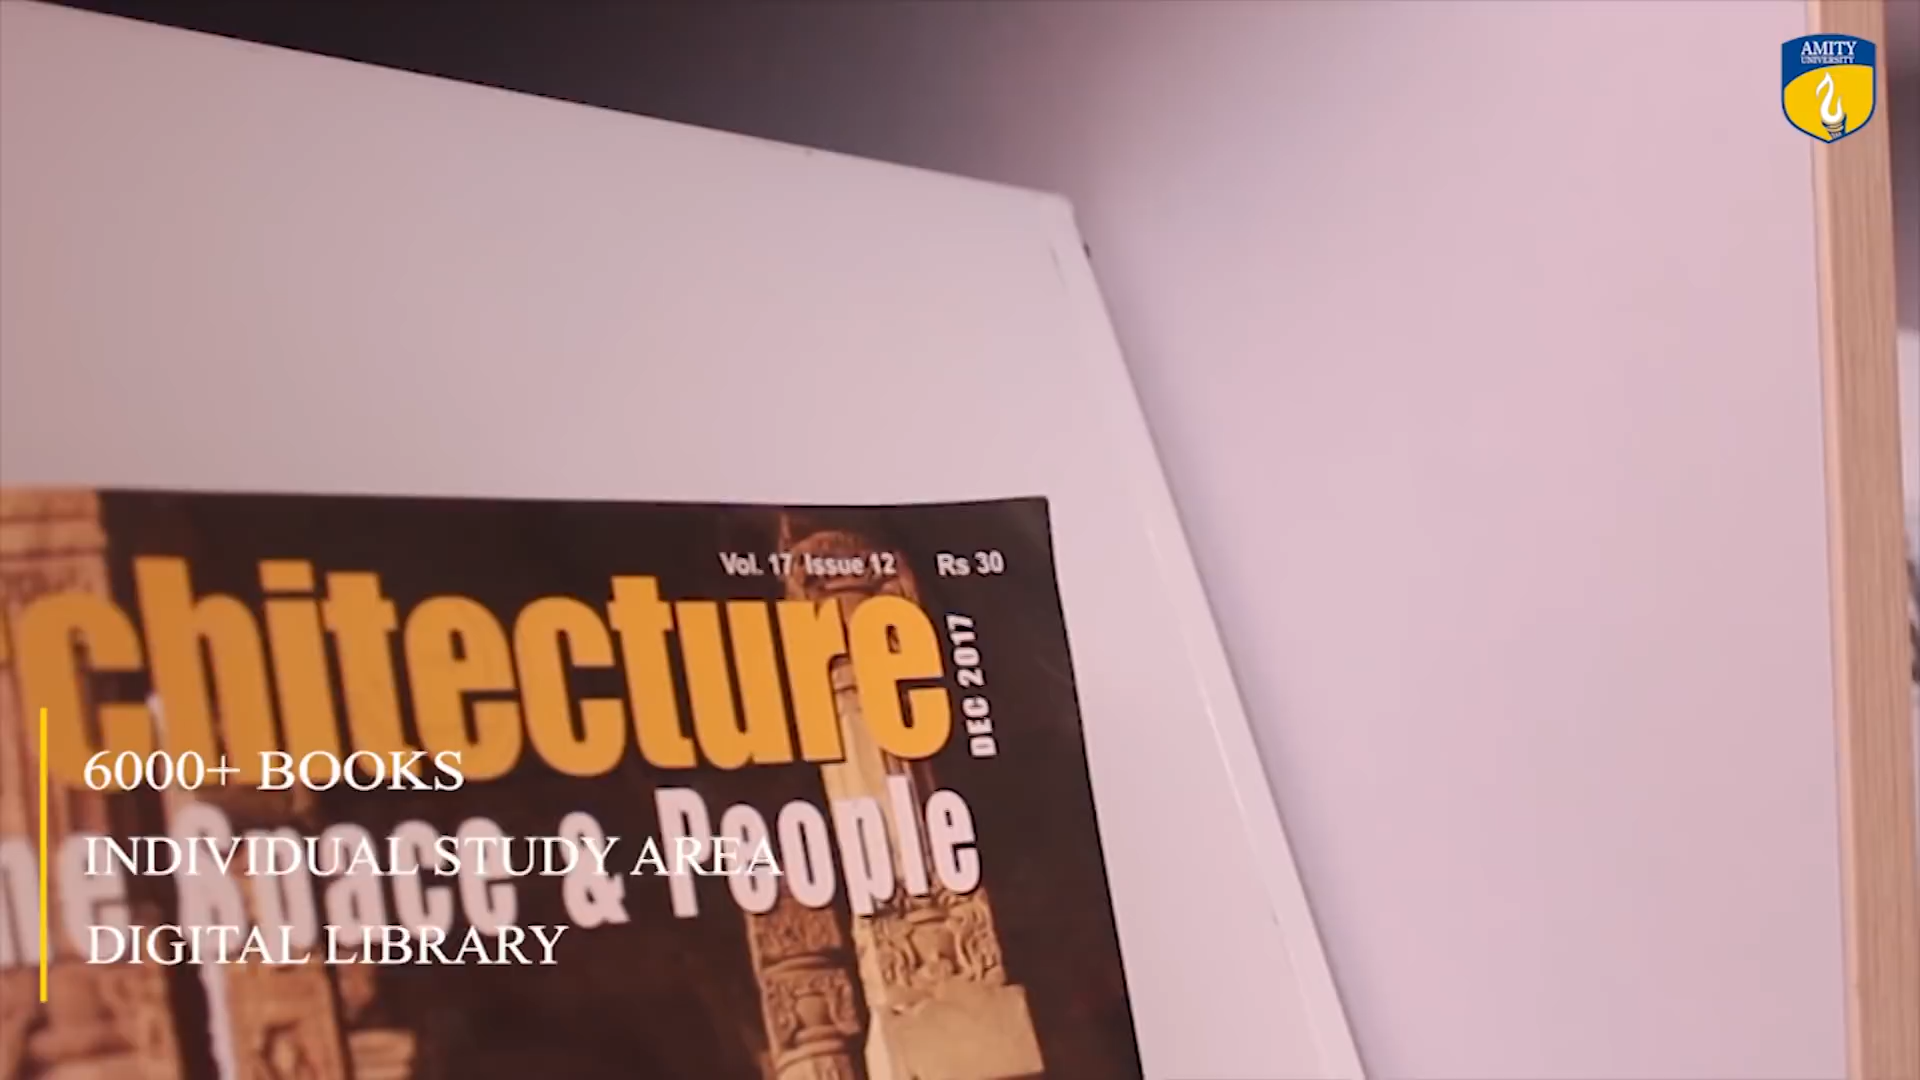 AMITY
UNIVERSITY
Vol. 17 Issue 12 Rs 30
chitecture
DEC 2017
me Space & People
6000+ BOOKS
INDIVIDUAL STUDY AREA
DIGITAL LIBRARY